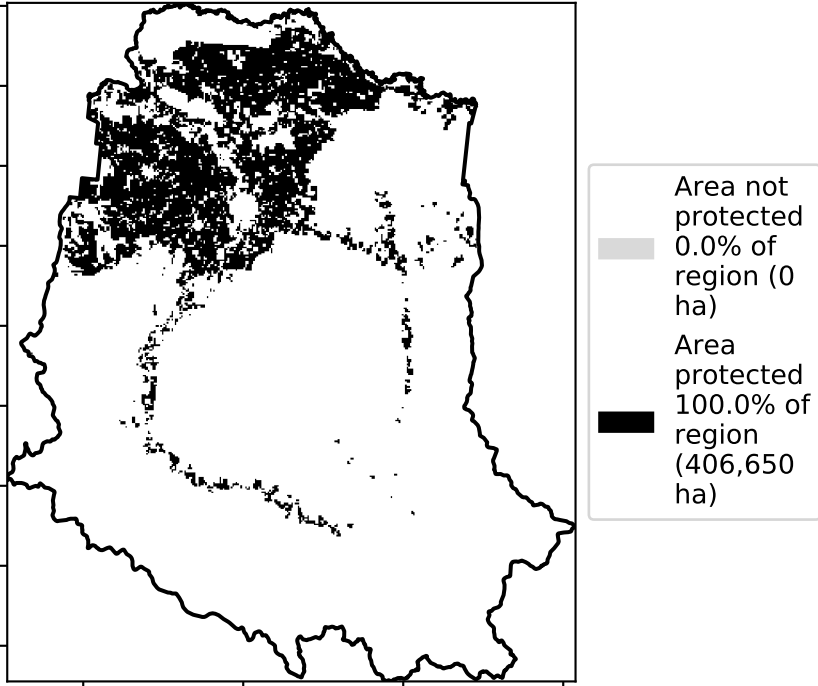 Area not
protected
0.0% of
region (0
ha)
Area
protected
100.0% of
region
(406,650
ha)